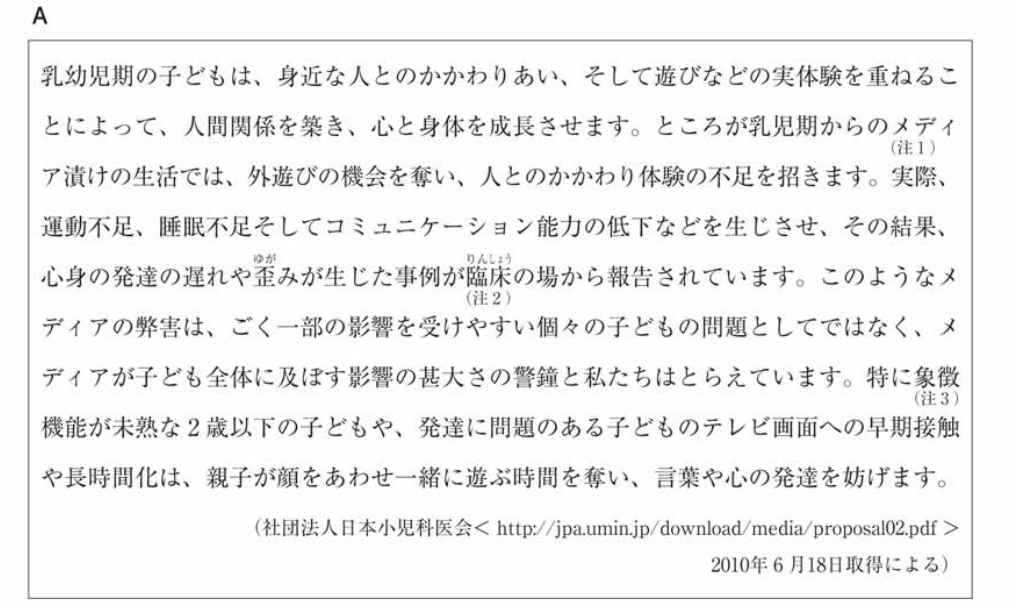 A
乳幼児期の子どもは、身近な人とのかかわりあい、そして遊びなどの実体験を重ねるこ
とによって、人間関係を築き、心と身体を成長させます。ところが乳児期からのメディ
（注１）
ア漬けの生活では、外遊びの機会を奪い、人とのかかわり体験の不足を招きます。実際、
運動不足、睡眠不足そしてコミュニケーション能力の低下などを生じさせ、その結果、
ゆが りんしょう
心身の発達の遅れや歪みが生じた事例が臨床の場から報告されています。このようなメ
（注２）
ディアの弊害は、ごく一部の影響を受けやすい個々の子どもの問題としてではなく、メ
ディアが子ども全体に及ぼす影響の甚大さの警鐘と私たちはとらえています。特に象徴
（注３）
機能が未熟な２歳以下の子どもや、発達に問題のある子どものテレビ画面への早期接触
や長時間化は、親子が顔をあわせ一緒に遊ぶ時間を奪い、言葉や心の発達を妨げます。
（社団法人日本小児科医会＜ http://jpa.umin.jp/download/media/proposal02.pdf ＞
2010年６月18日取得による）